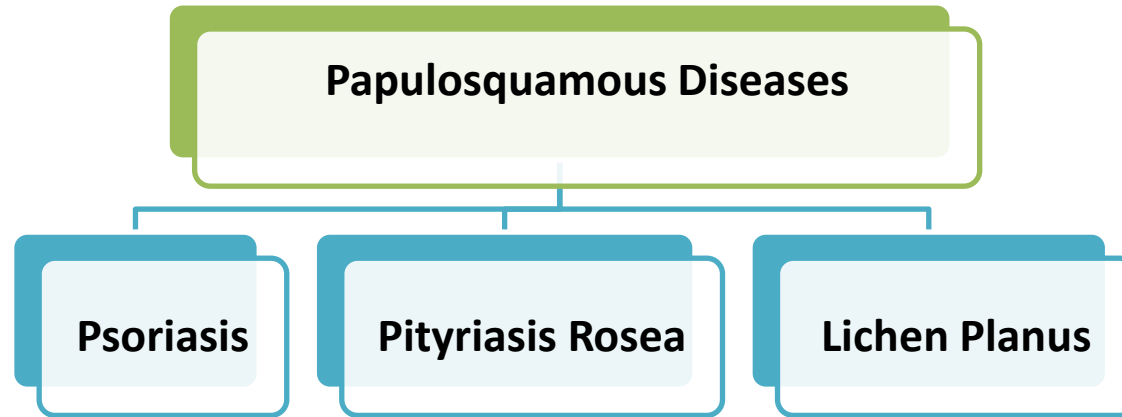 Papulosquamous Diseases
Psoriasis
Pityriasis Rosea
Lichen Planus